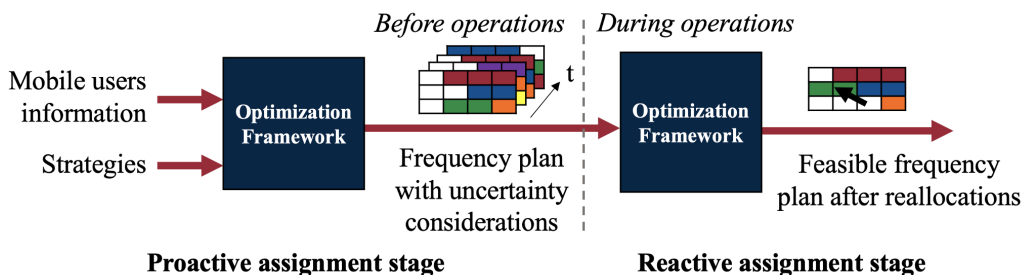 Before operations
During operations
Mobile users
information
Strategies
Optimization
Framework
t
Frequency plan
with uncertainty
considerations
Optimization
Framework
Feasible frequency
plan after reallocations
Proactive assignment stage
Reactive assignment stage